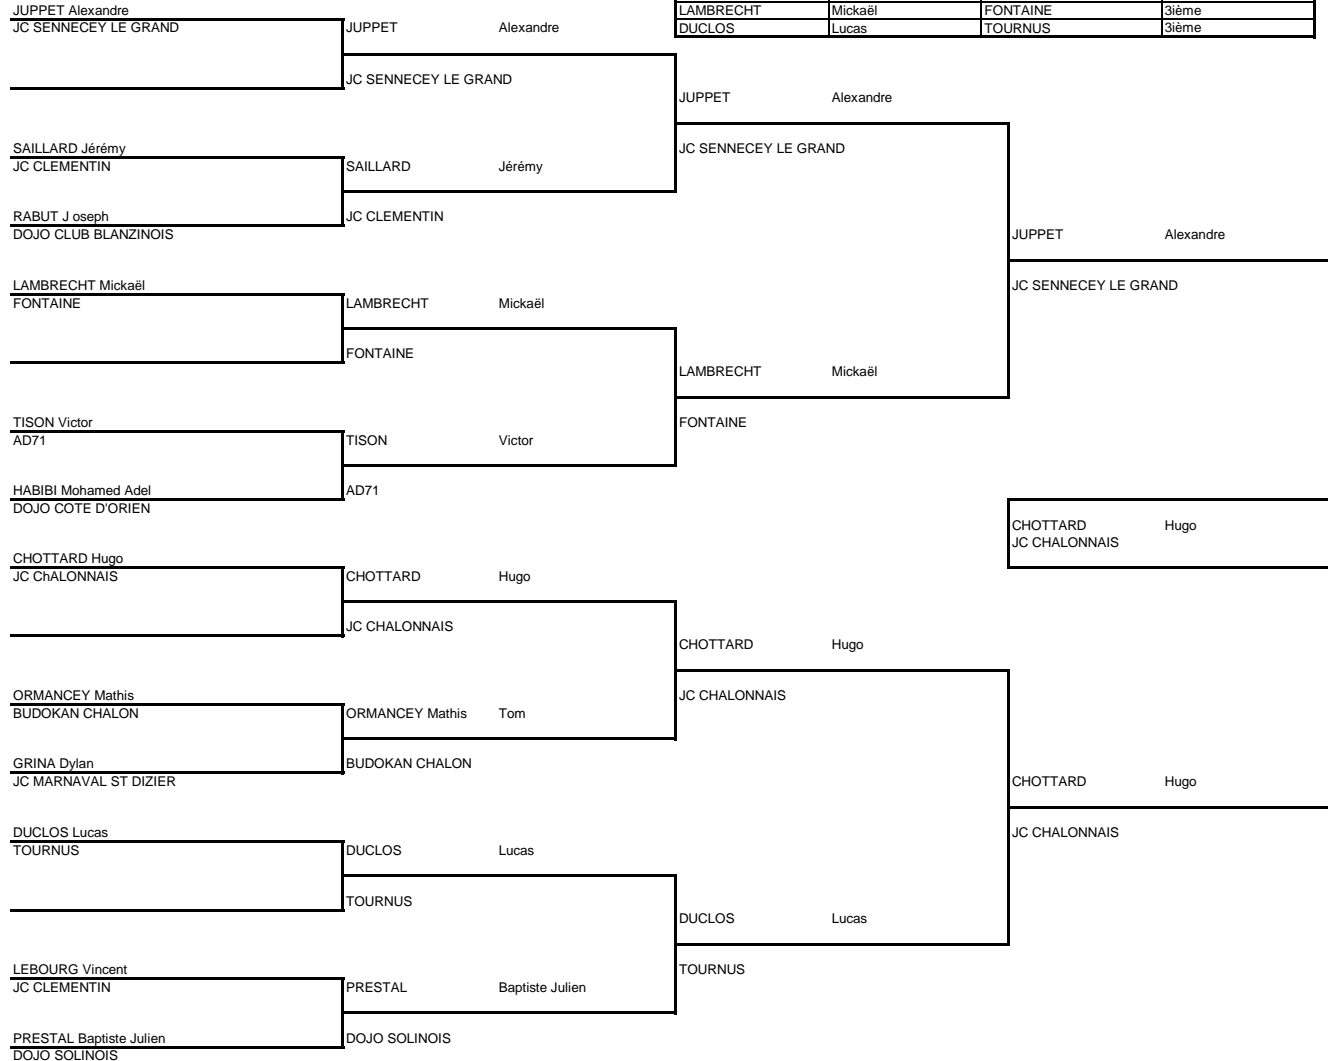 JUPPET Alexandre
LAMBRECHT Mickaël FONTAINE 3ième
JC SENNECEY LE GRAND JUPPET Alexandre DUCLOS Lucas TOURNUS 3ième
JC SENNECEY LE GRAND
JUPPET Alexandre
SAILLARD Jérémy JC SENNECEY LE GRAND
JC CLEMENTIN SAILLARD Jérémy
RABUT J oseph JC CLEMENTIN
DOJO CLUB BLANZINOIS JUPPET Alexandre
LAMBRECHT Mickaël JC SENNECEY LE GRAND
FONTAINE LAMBRECHT Mickaël
FONTAINE
LAMBRECHT Mickaël
TISON Victor FONTAINE
AD71 TISON Victor
HABIBI Mohamed Adel AD71
DOJO COTE D'ORIEN
CHOTTARD Hugo
JC CHALONNAIS
CHOTTARD Hugo
JC ChALONNAIS CHOTTARD Hugo
JC CHALONNAIS
CHOTTARD Hugo
ORMANCEY Mathis JC CHALONNAIS
BUDOKAN CHALON ORMANCEY Mathis Tom
GRINA Dylan BUDOKAN CHALON
JC MARNAVAL ST DIZIER CHOTTARD Hugo
DUCLOS Lucas JC CHALONNAIS
TOURNUS DUCLOS Lucas
TOURNUS
DUCLOS Lucas
LEBOURG Vincent TOURNUS
JC CLEMENTIN PRESTAL Baptiste Julien
PRESTAL Baptiste Julien DOJO SOLINOIS
DOJO SOLINOIS